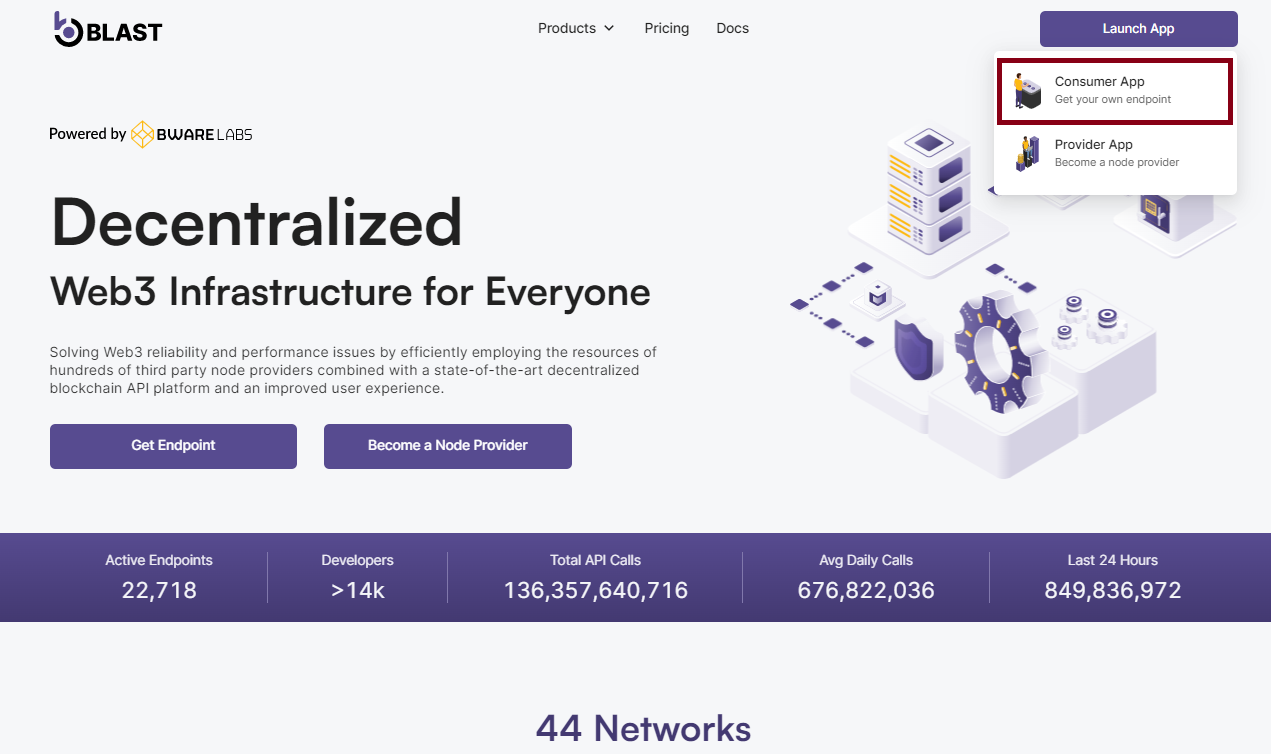 BLAST
Products
Pricing
Docs
Launch App
Consumer App
Get your own endpoint
Provider App
Become a node provider
Powered by BWARE LABS
Decentralized
Web3 Infrastructure for Everyone
Solving Web3 reliability and performance issues by efficiently employing the resources of
hundreds of third party node providers combined with a state-of-the-art decentralized
blockchain API platform and an improved user experience.
Get Endpoint
Become a Node Provider
Active Endpoints
22,718
Developers
>14k
Total API Calls
136,357,640,716
Avg Daily Calls
676,822,036
Last 24 Hours
849,836,972
44 Networks